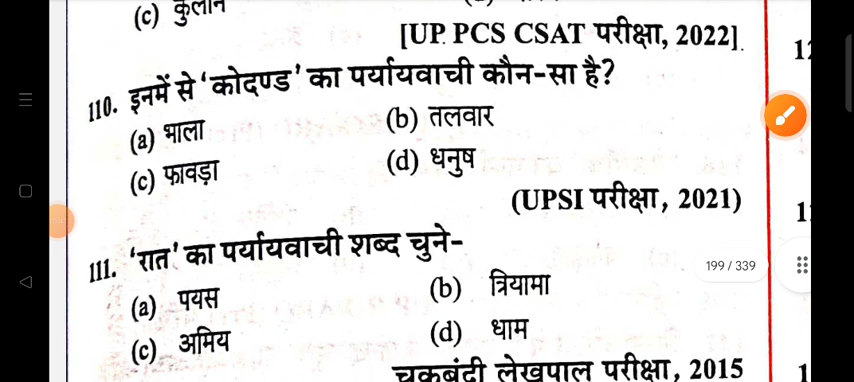 (c) कुलीन
[UP. PCS CSAT परीक्षा, 2022].
110. इनमें से ‘कोदण्ड’ का पर्यायवाची कौन-सा है?
(a) भाला (b) तलवार
(c) फावड़ा (d) धनुष
(UPSI परीक्षा, 2021)
111. ‘रात’ का पर्यायवाची शब्द चुने-
199 / 339
(a) पयस (b) त्रियामा
(c) अमिय (d) धाम
चकबंदी लेखपाल परीक्षा, 2015